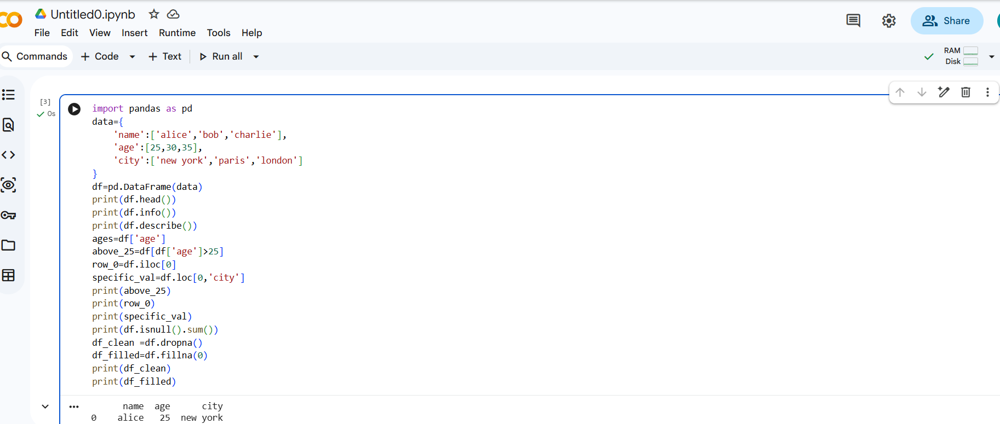 Untitled0.ipynb
File Edit View Insert Runtime Tools Help
Share
Commands + Code + Text Run all
RAM
Disk
[3]
0s
import pandas as pd
data={
    'name':['alice','bob','charlie'],
    'age':[25,30,35],
    'city':['new york','paris','london']
}
df=pd.DataFrame(data)
print(df.head())
print(df.info())
print(df.describe())
ages=df['age']
above_25=df[df['age']>25]
row_0=df.iloc[0]
specific_val=df.loc[0,'city']
print(above_25)
print(row_0)
print(specific_val)
print(df.isnull().sum())
df_clean =df.dropna()
df_filled=df.fillna(0)
print(df_clean)
print(df_filled)
name age city
0 alice 25 new york